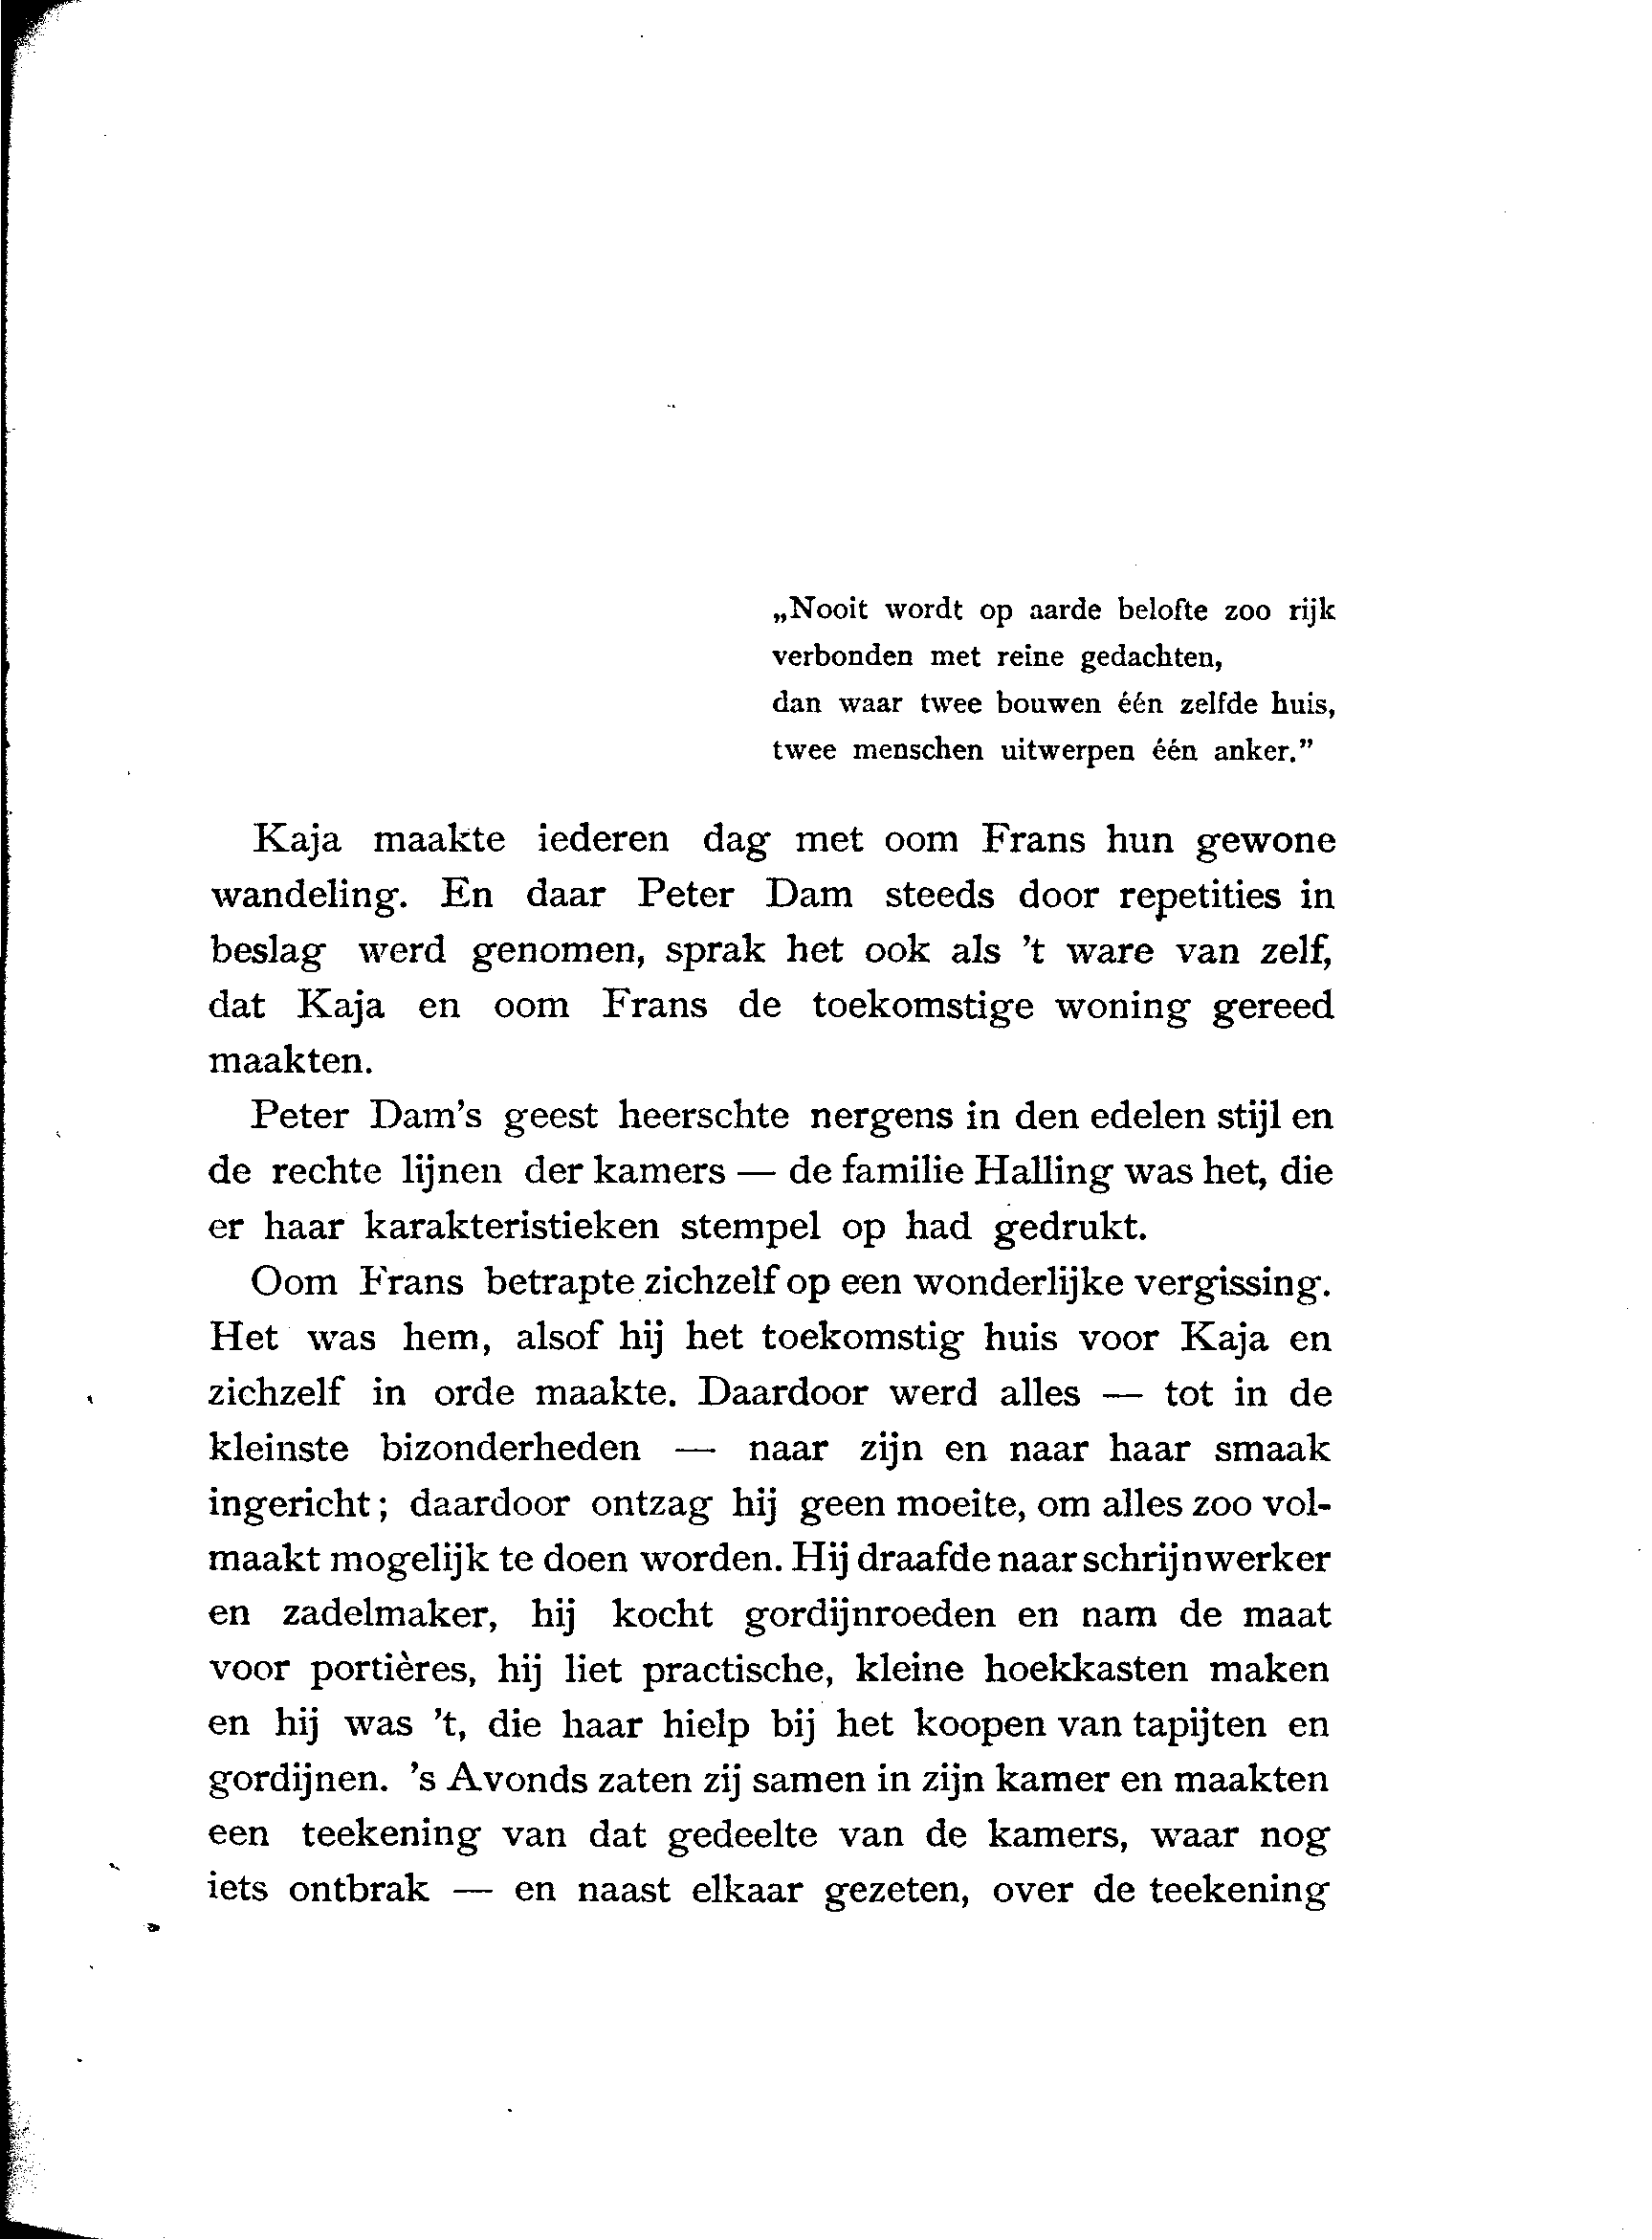 „Nooit wordt op aarde belofte zoo rijk
verbonden met reine gedachten,
dan waar twee bouwen één zelfde huis,
twee menschen uitwerpen één anker.”
Kaja maakte iederen dag met oom Frans hun gewone
wandeling. En daar Peter Dam steeds door repetities in
beslag werd genomen, sprak het ook als ’t ware van zelf,
dat Kaja en oom Frans de toekomstige woning gereed
maakten.
Peter Dam’s geest heerschte nergens in den edelen stijl en
de rechte lijnen der kamers — de familie Halling was het, die
er haar karakteristieken stempel op had gedrukt.
Oom Frans betrapte zichzelf op een wonderlijke vergissing.
Het was hem, alsof hij het toekomstig huis voor Kaja en
zichzelf in orde maakte. Daardoor werd alles — tot in de
kleinste bizonderheden — naar zijn en naar haar smaak
ingericht; daardoor ontzag hij geen moeite, om alles zoo vol-
maakt mogelijk te doen worden. Hij draafde naar schrijnwerker
en zadelmaker, hij kocht gordijnroeden en nam de maat
voor portières, hij liet practische, kleine hoekkasten maken
en hij was ’t, die haar hielp bij het koopen van tapijten en
gordijnen. ’s Avonds zaten zij samen in zijn kamer en maakten
een teekening van dat gedeelte van de kamers, waar nog
iets ontbrak — en naast elkaar gezeten, over de teekening